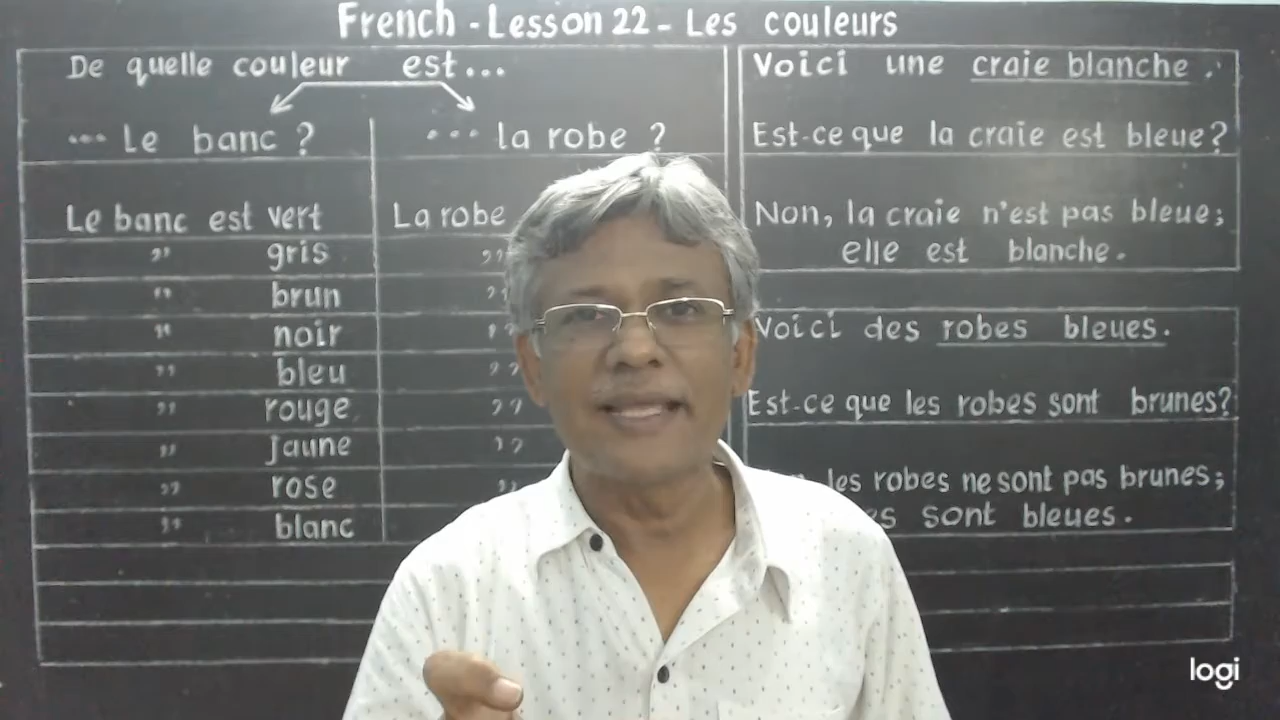 French - Lesson 22 - Les couleurs
De quelle couleur est...
... Le banc ?
... la robe ?
Le banc est vert
" gris
" brun
" noir
" bleu
" rouge
" jaune
" rose
" blanc
La robe
"
"
"
"
"
"
"
Voici une craie blanche.
Est-ce que la craie est bleue?
Non, la craie n'est pas bleue;
elle est blanche.
Voici des robes bleues.
Est-ce que les robes sont brunes?
les robes ne sont pas brunes;
sont bleues.
logi